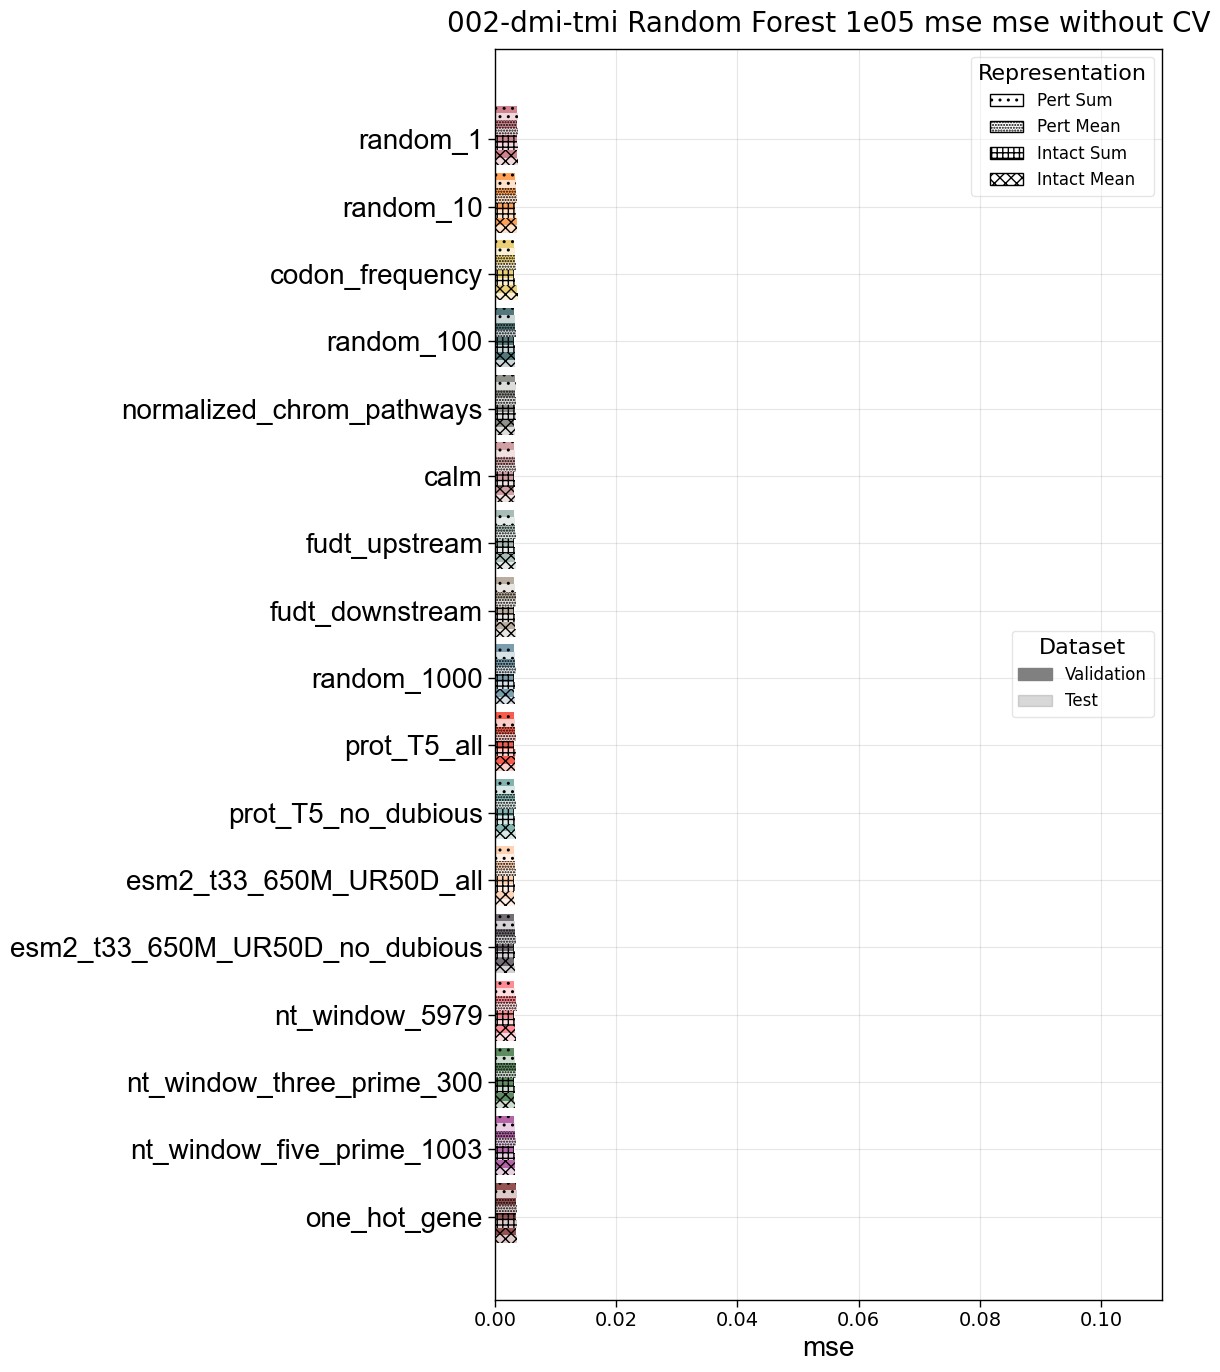 002-dmi-tmi Random Forest 1e05 mse mse without CV
Representation
Pert Sum
Pert Mean
Intact Sum
Intact Mean
random_1
random_10
codon_frequency
random_100
normalized_chrom_pathways
calm
fudt_upstream
fudt_downstream
Dataset
Validation
Test
random_1000
prot_T5_all
prot_T5_no_dubious
esm2_t33_650M_UR50D_all
esm2_t33_650M_UR50D_no_dubious
nt_window_5979
nt_window_three_prime_300
nt_window_five_prime_1003
one_hot_gene
0.00 0.02 0.04 0.06 0.08 0.10
mse